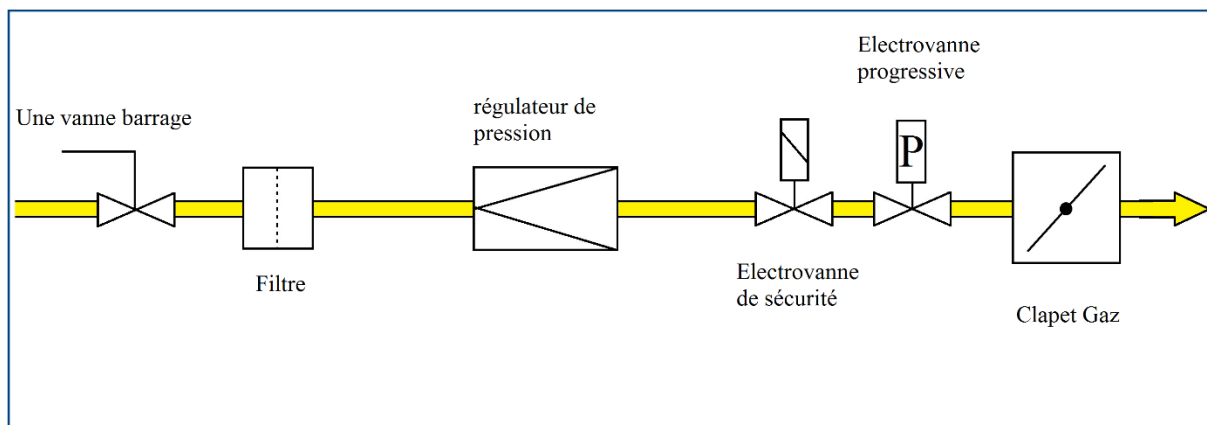 Electrovanne
progressive
Une vanne barrage
régulateur de
pression
P
Filtre
Electrovanne
de sécurité
Clapet Gaz